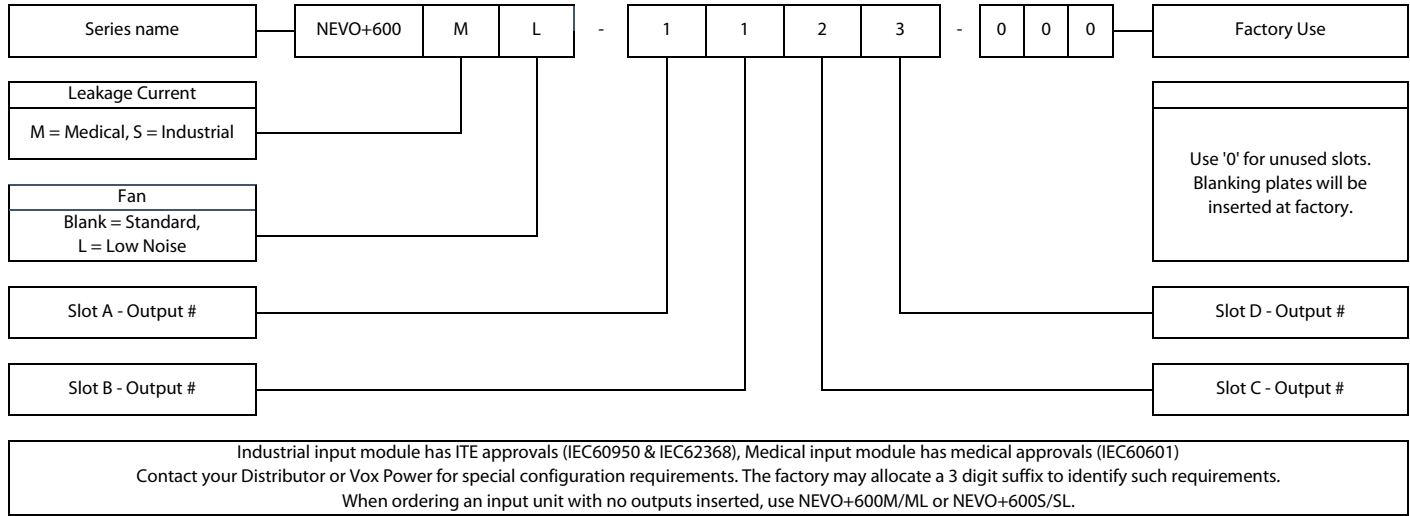 Series name
NEVO+600 M L - 1 1 2 3 - 0 0 0
Factory Use
Leakage Current
M = Medical, S = Industrial
Fan
Blank = Standard,
L = Low Noise
Use '0' for unused slots.
Blanking plates will be
inserted at factory.
Slot A - Output #
Slot D - Output #
Slot B - Output #
Slot C - Output #
Industrial input module has ITE approvals (IEC60950 & IEC62368), Medical input module has medical approvals (IEC60601)
Contact your Distributor or Vox Power for special configuration requirements. The factory may allocate a 3 digit suffix to identify such requirements.
When ordering an input unit with no outputs inserted, use NEVO+600M/ML or NEVO+600S/SL.